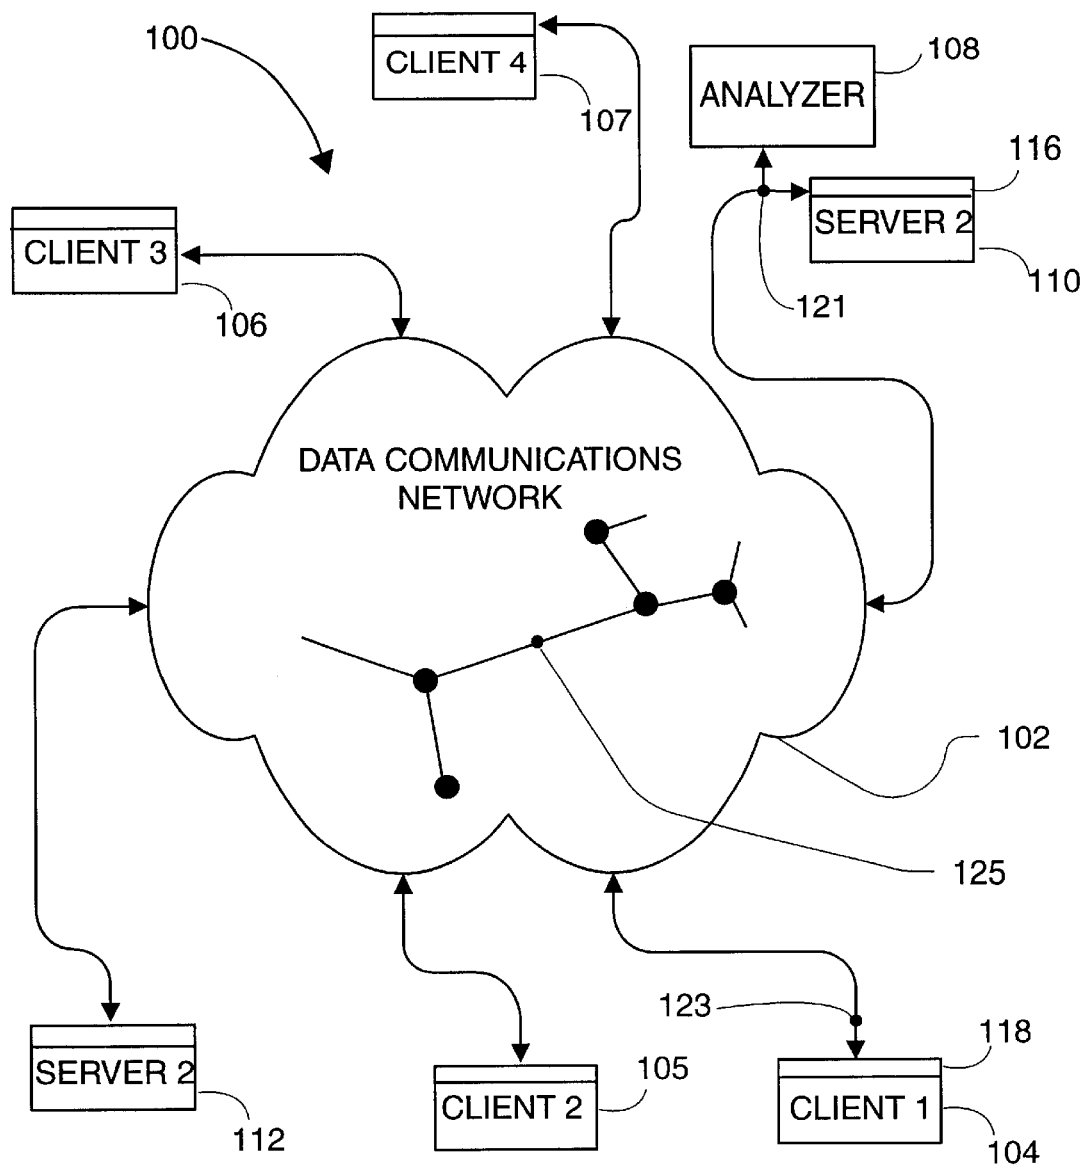 100
CLIENT 4
107
108
ANALYZER
116
SERVER 2
110
121
CLIENT 3
106
DATA COMMUNICATIONS
NETWORK
102
125
123
118
CLIENT 1
104
105
CLIENT 2
SERVER 2
112